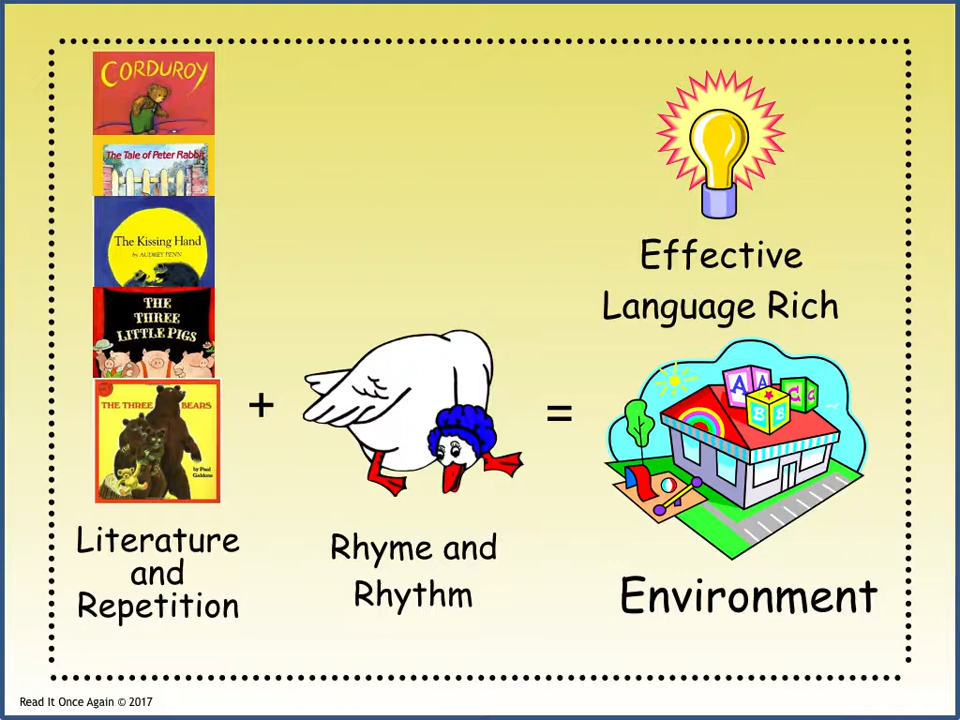 CORDUROY
The Tale of Peter Rabbit
The Kissing Hand
by AUDREY PENN
THE
THREE
LITTLE PIGS
THE THREE BEARS
by Paul
Galdone
Literature
and
Repetition
+
Rhyme and
Rhythm
=
Effective
Language Rich
A A C C
B B
Environment
Read It Once Again © 2017